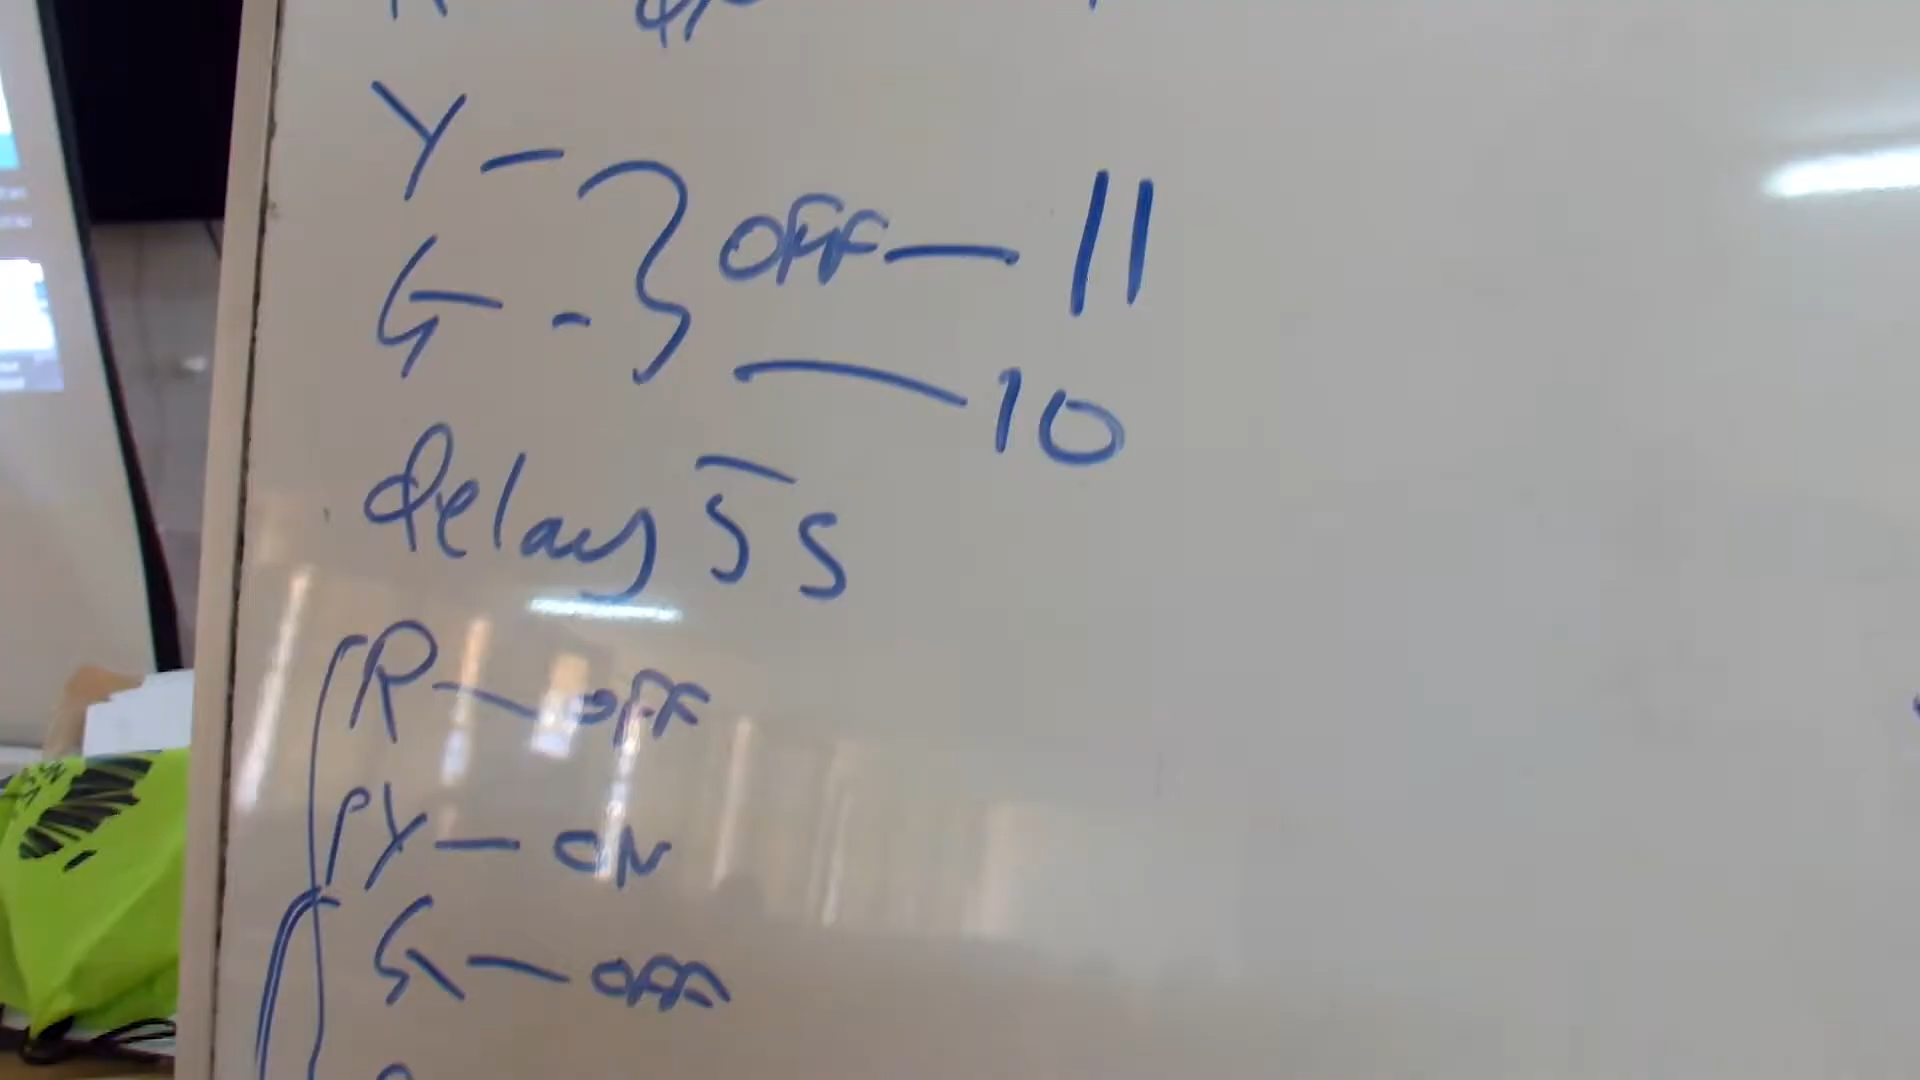 Y - } OFF — 11
G - — 10
delay 5 s
R — OFF
Y — ON
G — OFF